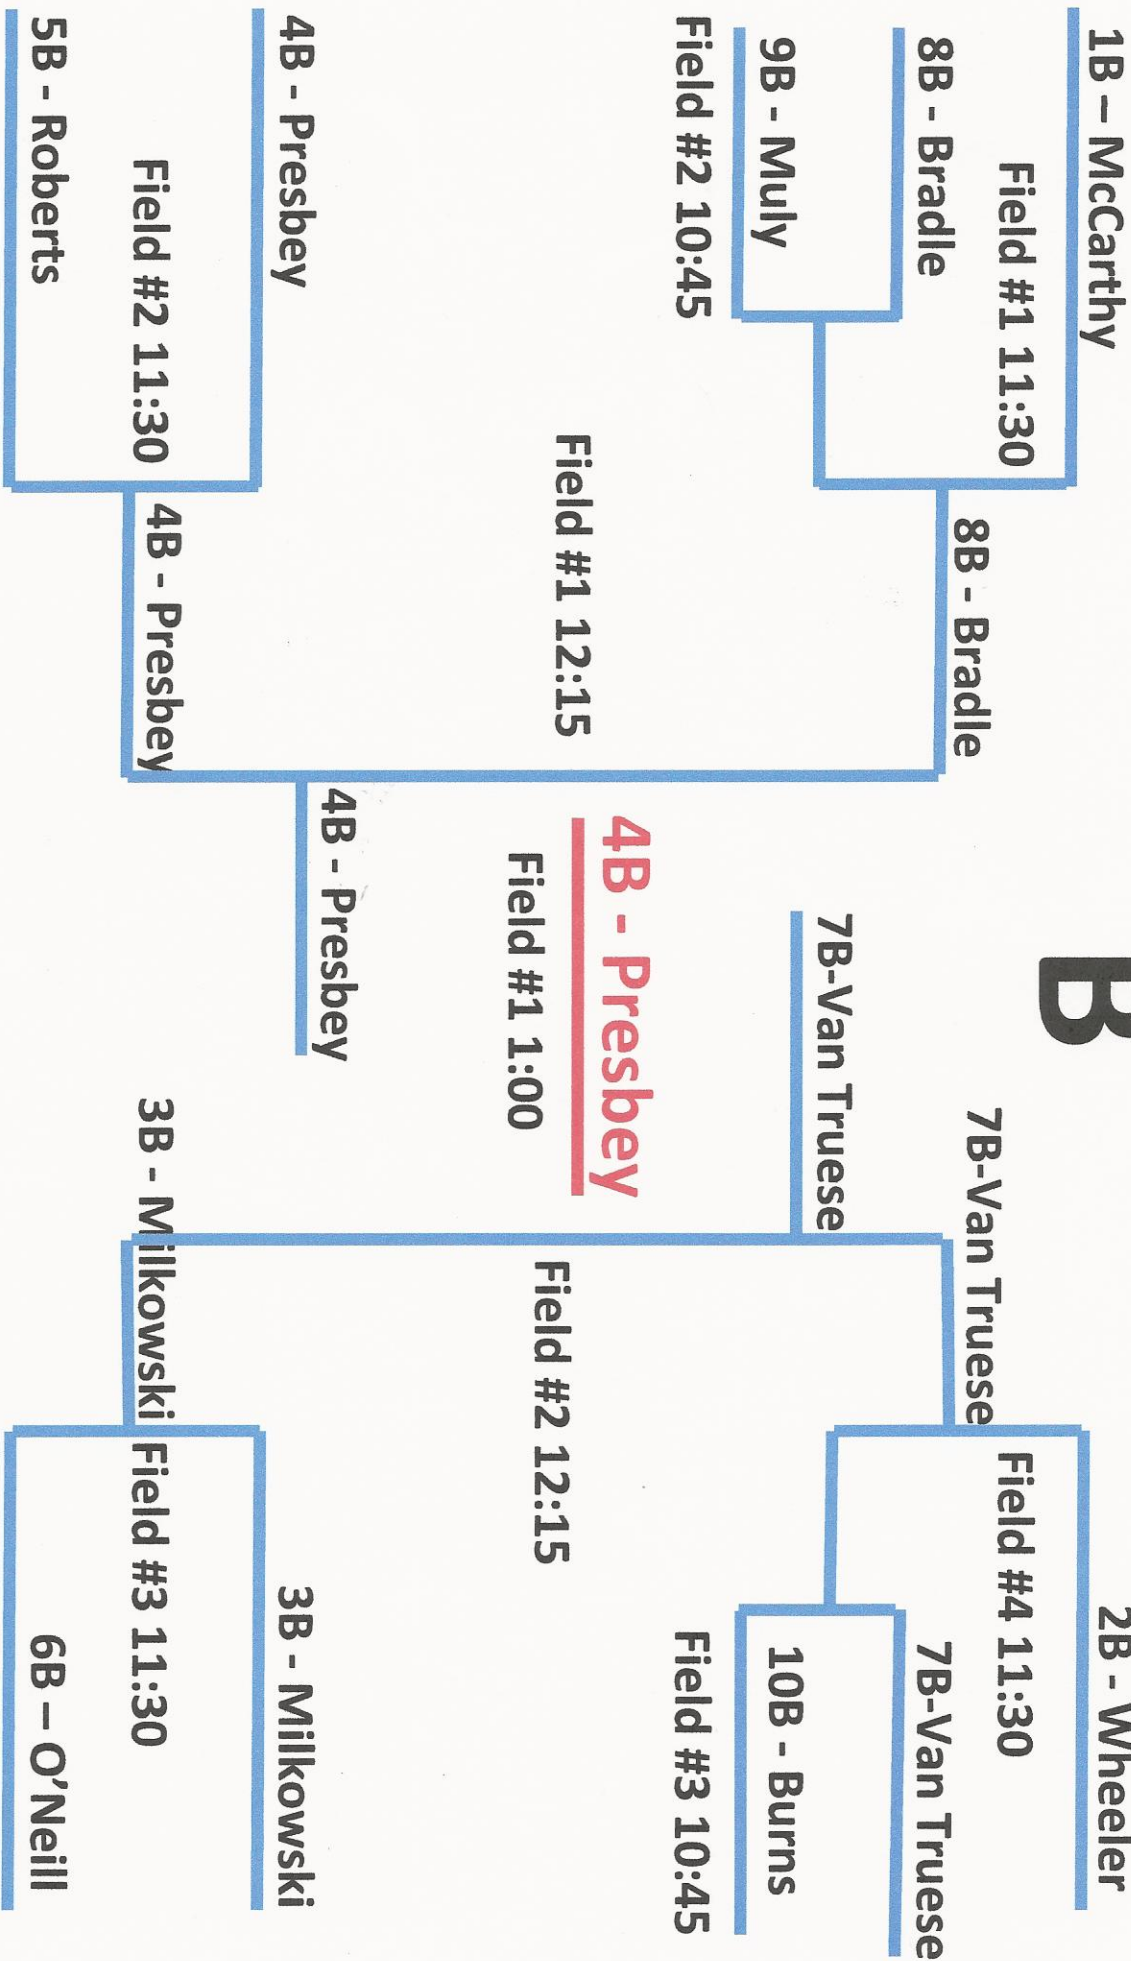 B
1B – McCarthy
2B - Wheeler
Field #1 11:30
Field #4 11:30
8B - Bradle
8B - Bradle
7B-Van Truese
7B-Van Truese
9B - Muly
7B-Van Truese
10B - Burns
Field #2 10:45
Field #3 10:45
4B - Presbey
Field #1 12:15
Field #1 1:00
Field #2 12:15
4B - Presbey
4B - Presbey
3B - Milkowski
Field #2 11:30
4B - Presbey
3B - Milkowski
Field #3 11:30
5B - Roberts
6B – O'Neill